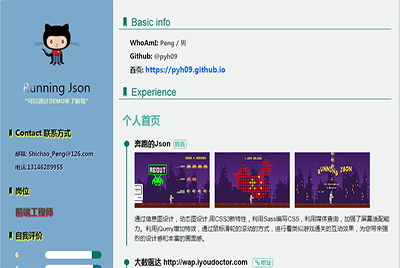 Running Json
"可以通过DEMO来了解我"
Contact 联系方式
邮箱: Shichao_Peng@126.com
电话:13146289955
岗位
前端工程师
自我评价
Basic info
WhoAmI: Peng / 男
Github: @pyh09
首页: https://pyh09.github.io
Experience
个人首页
奔跑的Json 路线
ABOUT
RUNNING JSON
通过信息图设计，动态图设计,用CSS3新特性，利用Sass编写CSS，利用媒体查询，加强了屏幕适配能
力。利用jQuery增加特效，通过鼠标滑轮的滚动的方式，进行着类似游戏通关的互动效果，为您带来强
烈的设计感和丰富的画面感。
大数医达 http://wap.iyoudoctor.com 地址